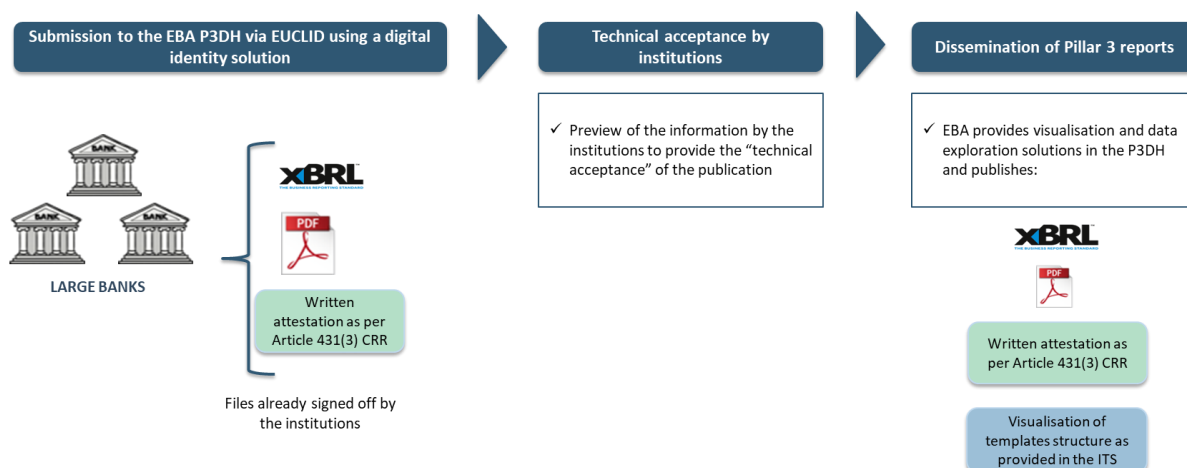 Submission to the EBA P3DH via EUCLID using a digital
identity solution
Technical acceptance by
institutions
Dissemination of Pillar 3 reports
BANK
BANK
BANK
LARGE BANKS
XBRL
THE BUSINESS REPORTING STANDARD
PDF
Written
attestation as per
Article 431(3) CRR
Files already signed off by
the institutions
✓ Preview of the information by the
institutions to provide the “technical
acceptance” of the publication
✓ EBA provides visualisation and data
exploration solutions in the P3DH
and publishes:
XBRL
THE BUSINESS REPORTING STANDARD
PDF
Written attestation as
per Article 431(3) CRR
Visualisation of
templates structure as
provided in the ITS